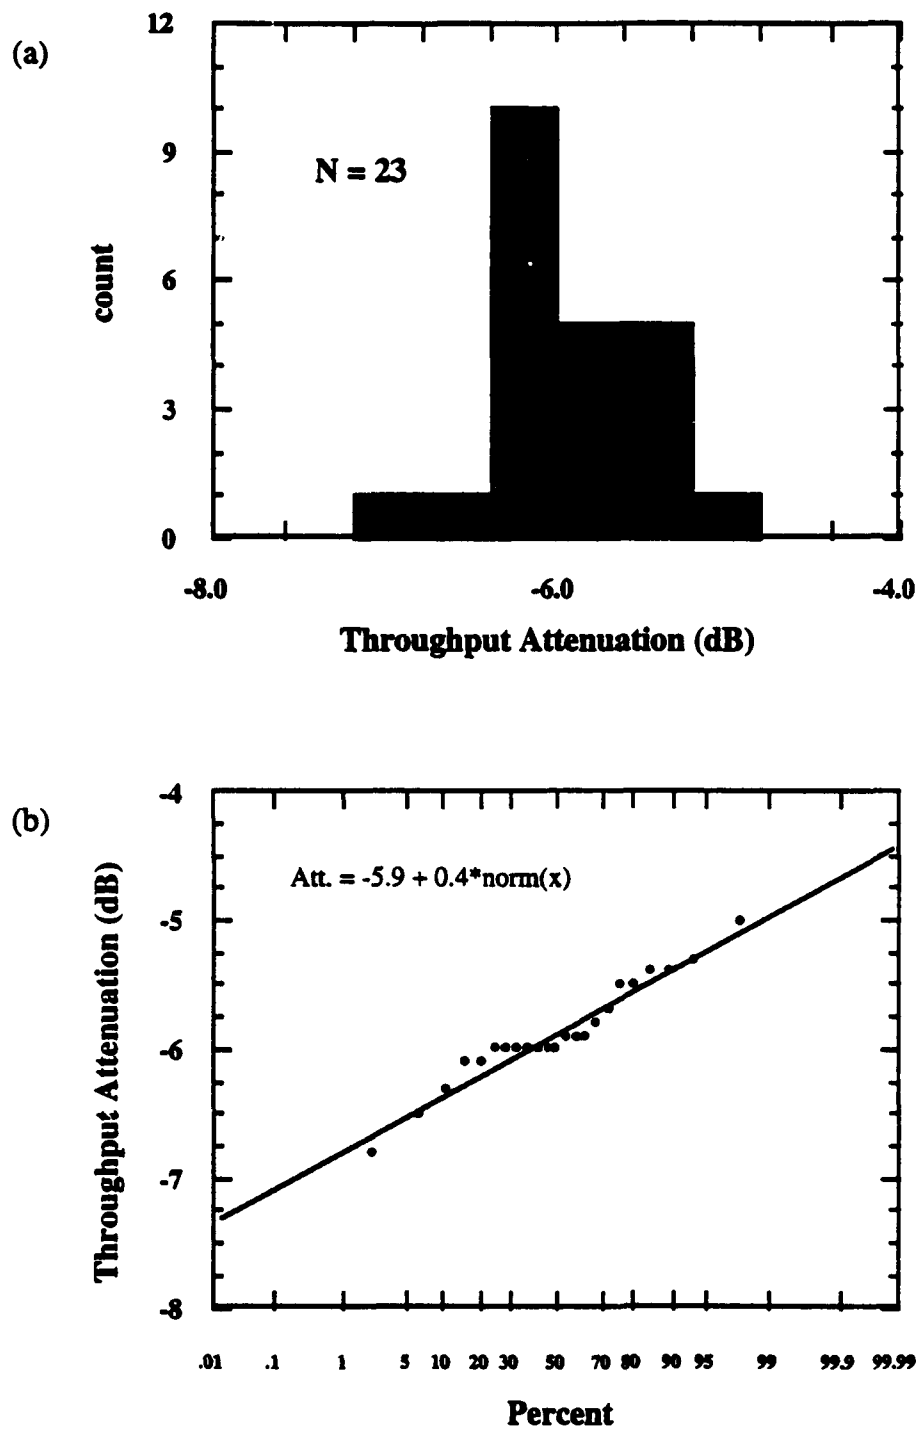 (a)
12
9
6
3
0
count
N = 23
-8.0 -6.0 -4.0
Throughput Attenuation (dB)
(b)
-4
-5
-6
-7
-8
Throughput Attenuation (dB)
Att. = -5.9 + 0.4*norm(x)
.01 .1 1 5 10 20 30 50 70 80 90 95 99 99.9 99.99
Percent